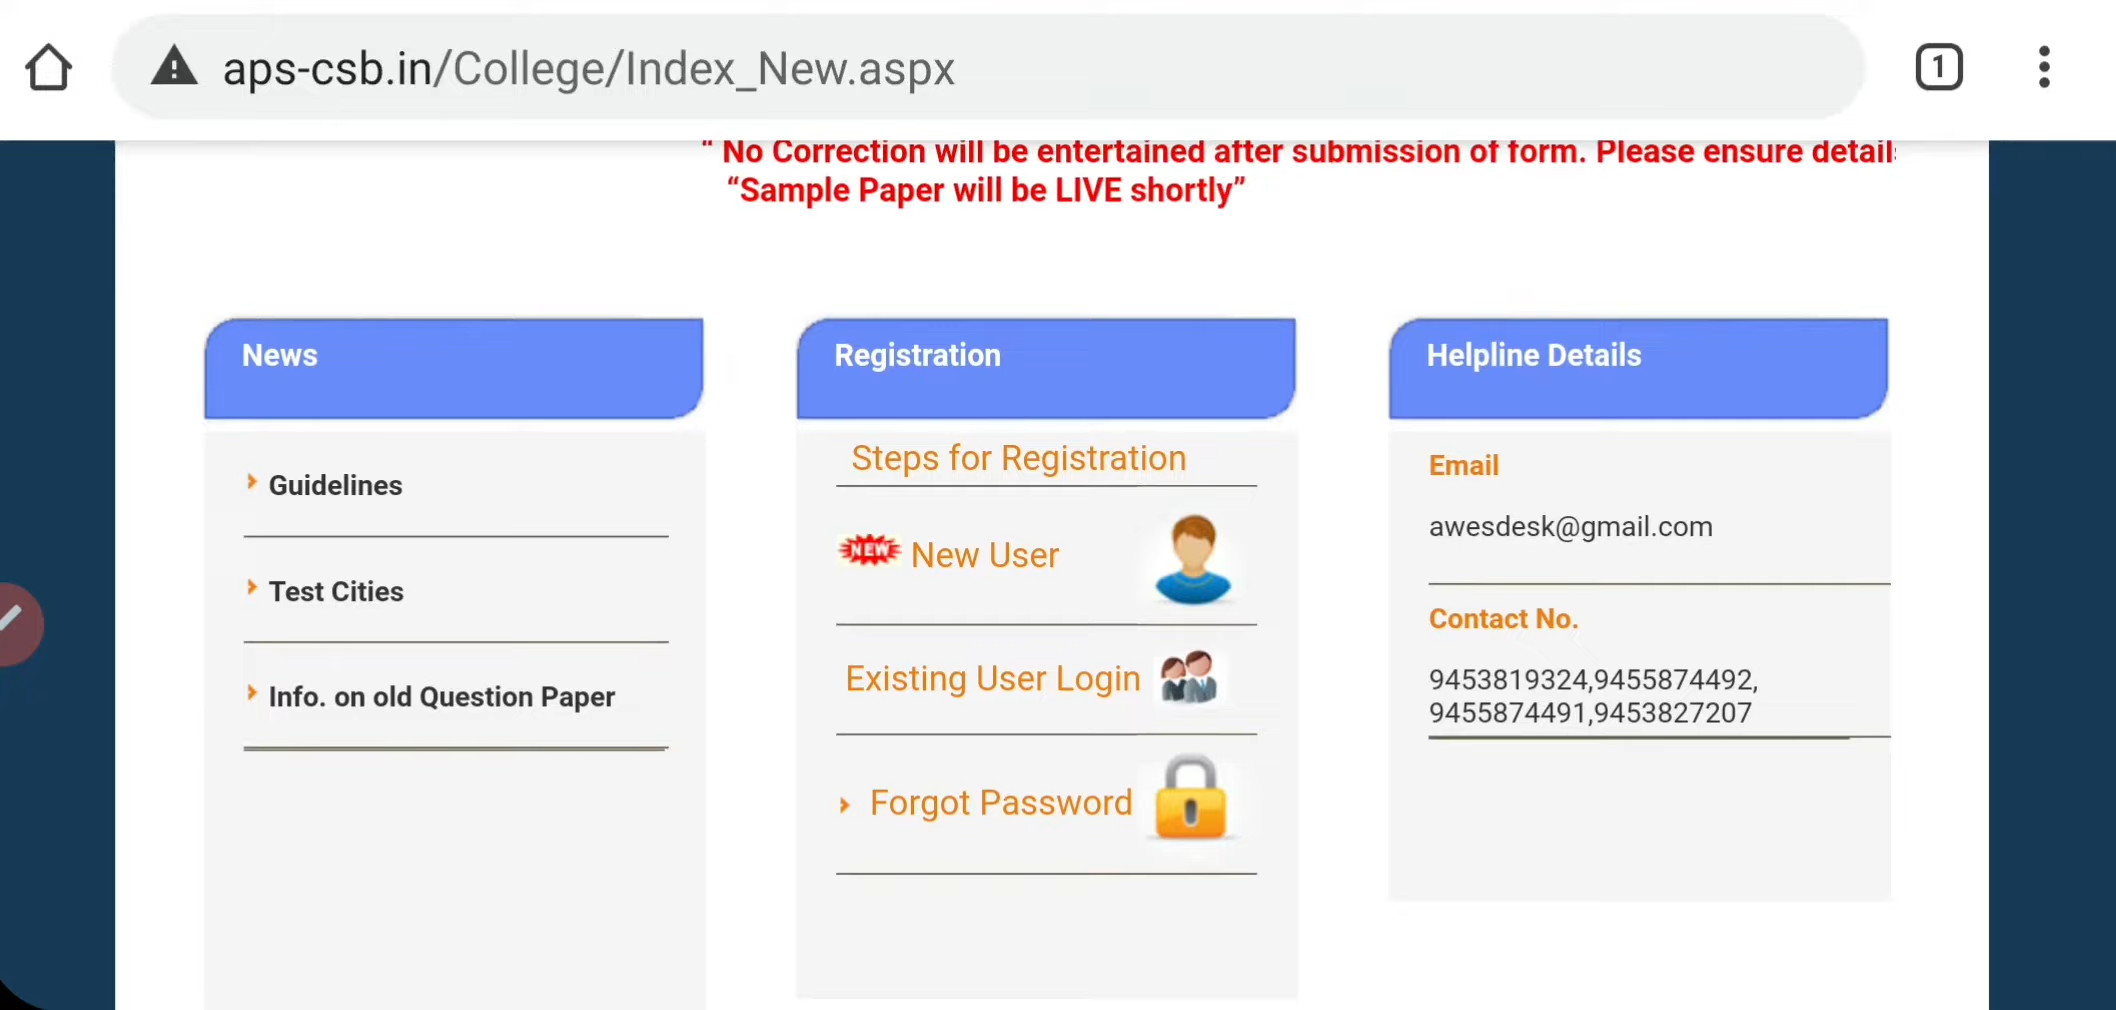 aps-csb.in/College/Index_New.aspx
1
“ No Correction will be entertained after submission of form. Please ensure
“Sample Paper will be LIVE shortly”
News
Guidelines
Test Cities
Info. on old Question Paper
Registration
Steps for Registration
NEW New User
Existing User Login
Forgot Password
Helpline Details
Email
awesdesk@gmail.com
Contact No.
9453819324,9455874492,
9455874491,9453827207